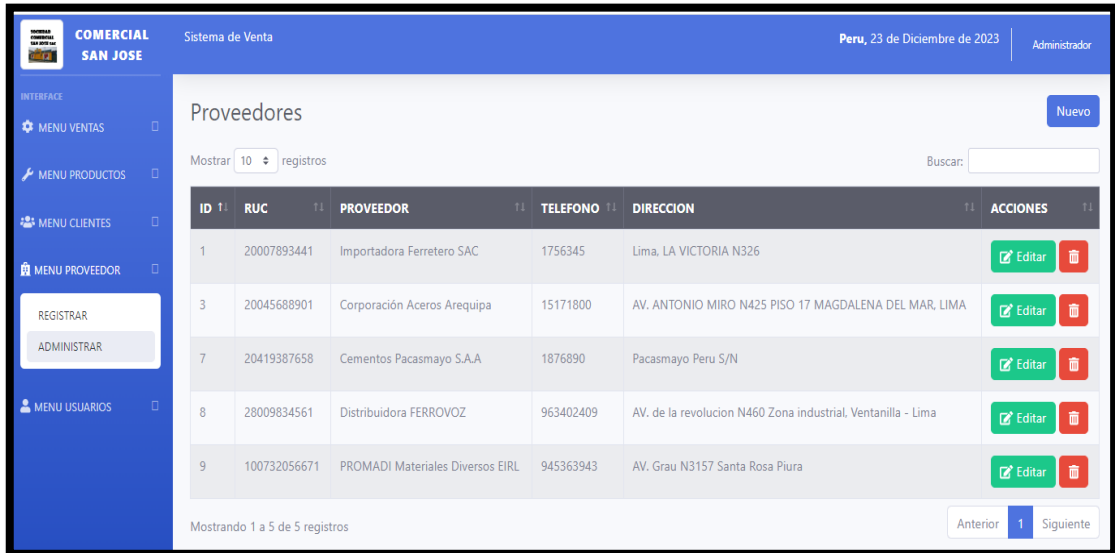 SOCIEDAD
COMERCIAL
SAN JOSE SAC
COMERCIAL
SAN JOSE
Sistema de Venta
Peru, 23 de Diciembre de 2023
Administrador
INTERFACE
MENU VENTAS
MENU PRODUCTOS
MENU CLIENTES
MENU PROVEEDOR
REGISTRAR
ADMINISTRAR
MENU USUARIOS
Proveedores
Nuevo
Mostrar 10 registros
Buscar:
ID RUC PROVEEDOR TELEFONO DIRECCION ACCIONES
1 20007893441 Importadora Ferretero SAC 1756345 Lima, LA VICTORIA N326 Editar
3 20045688901 Corporación Aceros Arequipa 15171800 AV. ANTONIO MIRO N425 PISO 17 MAGDALENA DEL MAR, LIMA Editar
7 20419387658 Cementos Pacasmayo S.A.A 1876890 Pacasmayo Peru S/N Editar
8 28009834561 Distribuidora FERROVOZ 963402409 AV. de la revolucion N460 Zona industrial, Ventanilla - Lima Editar
9 100732056671 PROMADI Materiales Diversos EIRL 945363943 AV. Grau N3157 Santa Rosa Piura Editar
Mostrando 1 a 5 de 5 registros
Anterior 1 Siguiente